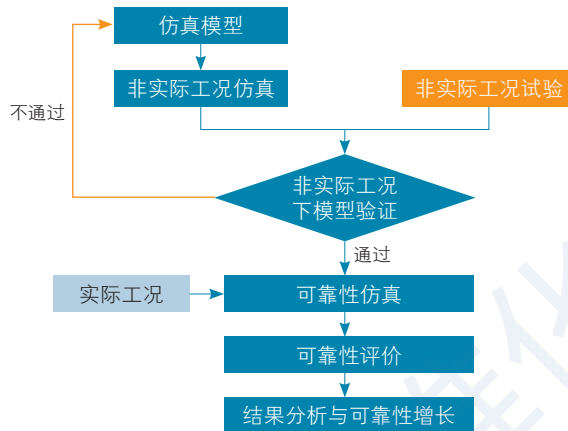 仿真模型
非实际工况仿真
非实际工况试验
不通过
非实际工况
下模型验证
通过
实际工况
可靠性仿真
可靠性评价
结果分析与可靠性增长
准化